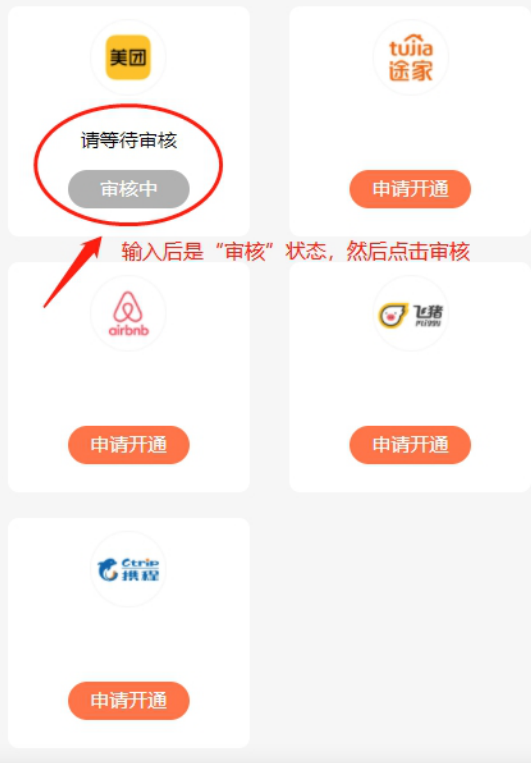 美团
tujia
途家
请等待审核
审核中
申请开通
输入后是“审核”状态，然后点击审核
airbnb
飞猪
Fliggy
申请开通
申请开通
Ctrip
携程
申请开通